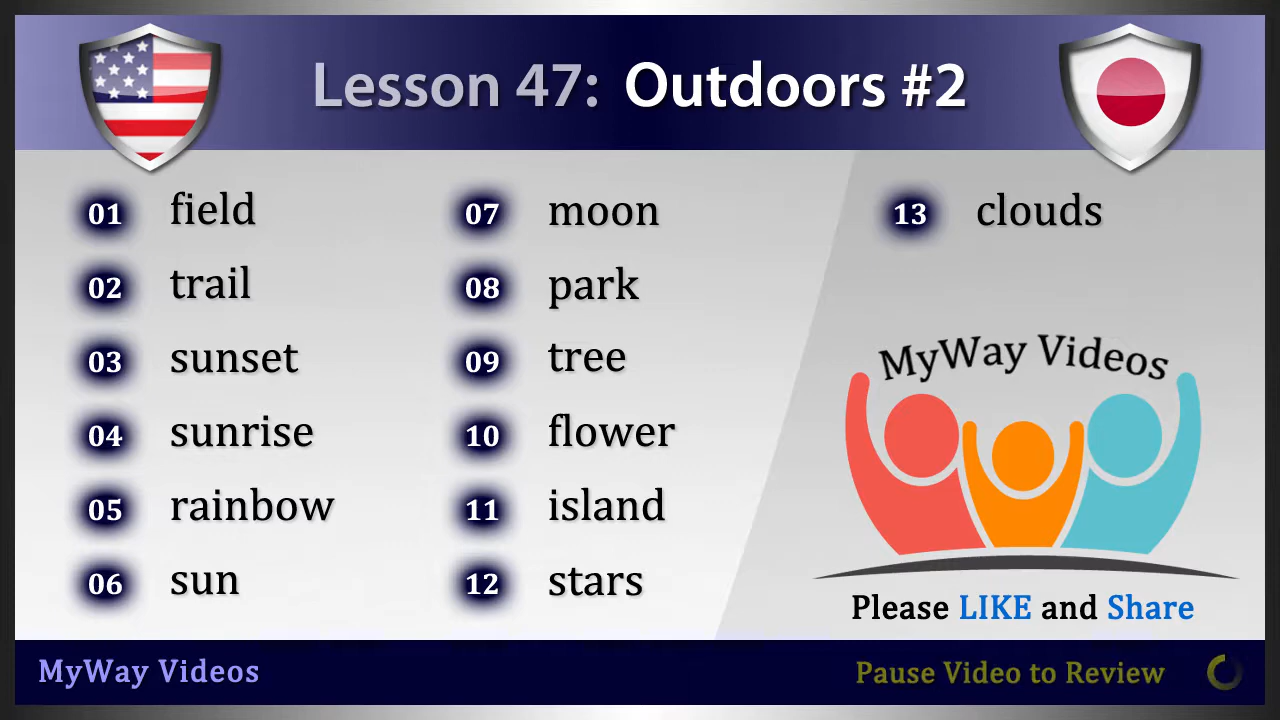 Lesson 47: Outdoors #2
01 field
02 trail
03 sunset
04 sunrise
05 rainbow
06 sun
07 moon
08 park
09 tree
10 flower
11 island
12 stars
13 clouds
MyWay Videos
Please LIKE and Share
MyWay Videos
Pause Video to Review